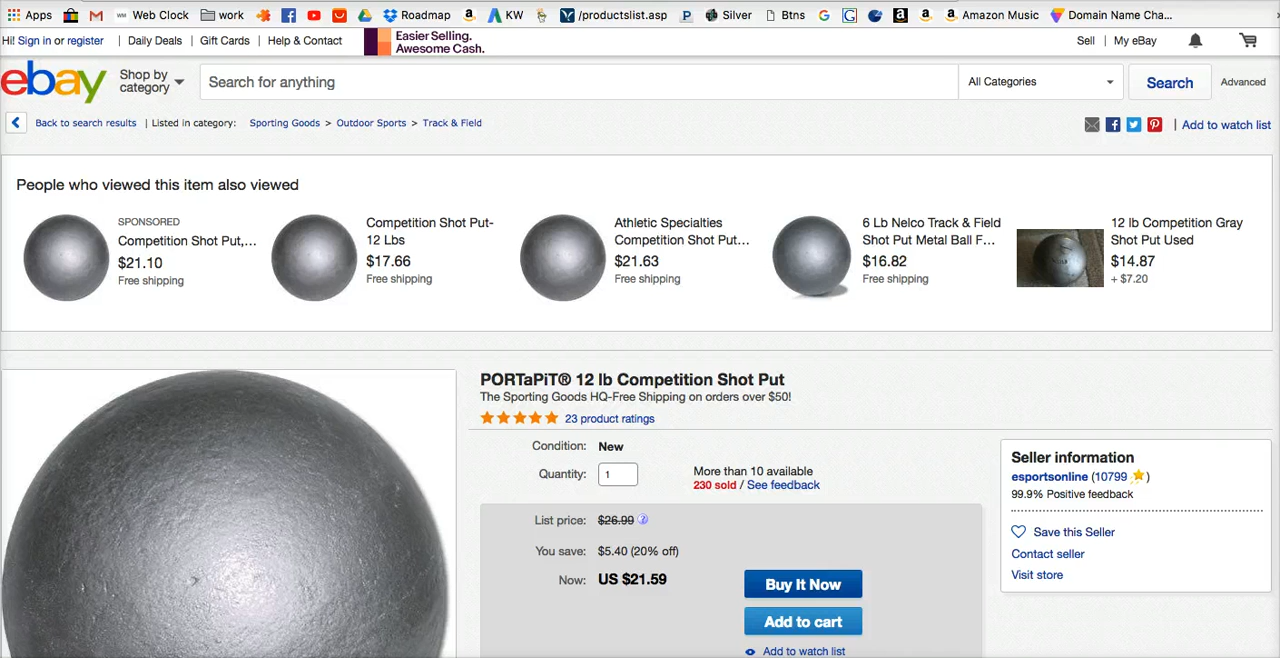 Apps
Web Clock
work
Roadmap
KW
/productslist.asp
Silver
Btns
Amazon Music
Domain Name Cha...
Hi! Sign in or register | Daily Deals | Gift Cards | Help & Contact
Easier Selling.
Awesome Cash.
Sell | My eBay
ebay
Shop by
category
Search for anything
All Categories
Search
Advanced
Back to search results | Listed in category: Sporting Goods > Outdoor Sports > Track & Field
| Add to watch list
People who viewed this item also viewed
SPONSORED
Competition Shot Put,...
$21.10
Free shipping
Competition Shot Put-
12 Lbs
$17.66
Free shipping
Athletic Specialties
Competition Shot Put...
$21.63
Free shipping
6 Lb Nelco Track & Field
Shot Put Metal Ball F...
$16.82
Free shipping
12 lb Competition Gray
Shot Put Used
$14.87
+ $7.20
PORTaPiT® 12 lb Competition Shot Put
The Sporting Goods HQ-Free Shipping on orders over $50!
23 product ratings
Condition: New
Quantity: 1
More than 10 available
230 sold / See feedback
List price: $26.99
You save: $5.40 (20% off)
Now: US $21.59
Buy It Now
Add to cart
Add to watch list
Seller information
esportsonline (10799)
99.9% Positive feedback
Save this Seller
Contact seller
Visit store